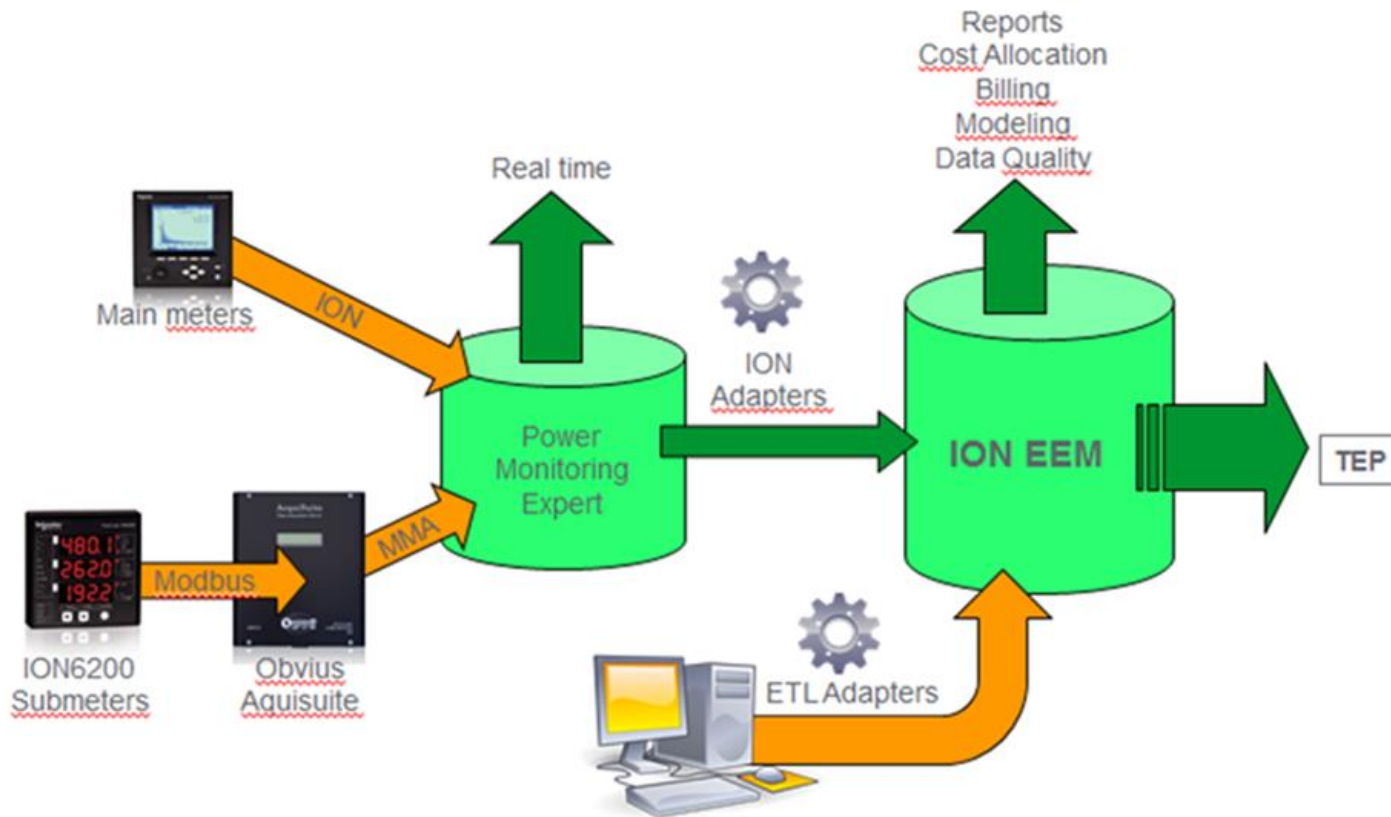 Reports
Cost Allocation
Billing
Modeling
Data Quality
Real time
Main meters
ION
ION
Adapters
Power
Monitoring
Expert
ION EEM
TEP
MMA
Modbus
480.1
262.0
192.2
ION6200
Submeters
Obvius
Aquisuite
ETL Adapters